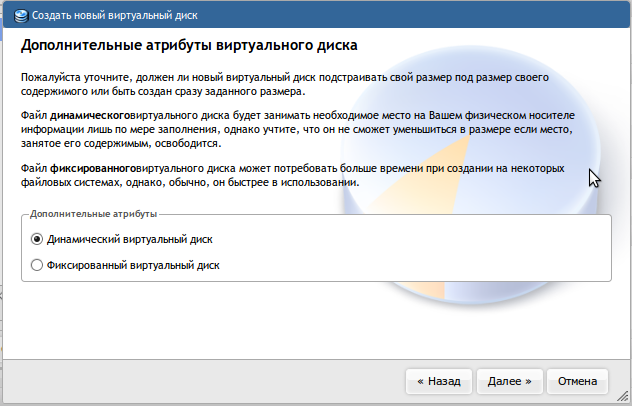 Создать новый виртуальный диск
Дополнительные атрибуты виртуального диска
Пожалуйста уточните, должен ли новый виртуальный диск подстраивать свой размер под размер своего
содержимого или быть создан сразу заданного размера.
Файл динамическоговиртуального диска будет занимать необходимое место на Вашем физическом носителе
информации лишь по мере заполнения, однако учтите, что он не сможет уменьшиться в размере если место,
занятое его содержимым, освободится.
Файл фиксированноговиртуального диска может потребовать больше времени при создании на некоторых
файловых системах, однако, обычно, он быстрее в использовании.
Дополнительные атрибуты
Динамический виртуальный диск
Фиксированный виртуальный диск
« Назад Далее » Отмена